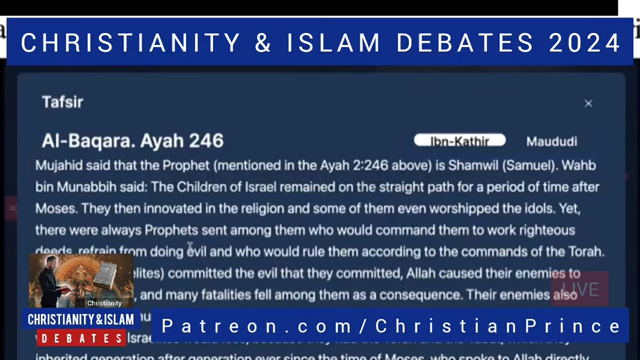 CHRISTIANITY & ISLAM DEBATES 2024
Tafsir
×
Al-Baqara. Ayah 246
Ibn-Kathir
Maududi
Mujahid said that the Prophet (mentioned in the Ayah 2:246 above) is Shamwil (Samuel). Wahb
bin Munabbih said: The Children of Israel remained on the straight path for a period of time after
Moses. They then innovated in the religion and some of them even worshipped the idols. Yet,
there were always Prophets sent among them who would command them to work righteous
deeds, refrain from doing evil and who would rule them according to the commands of the Torah.
elites) committed the evil that they committed, Allah caused their enemies to
, and many fatalities fell among them as a consequence. Their enemies also
LIVE
Christianity
CHRISTIANITY & ISLAM
DEBATES
Patreon.com/ChristianPrince
inherited generation after generation ever since the time of Moses, who spoke to Allah directly